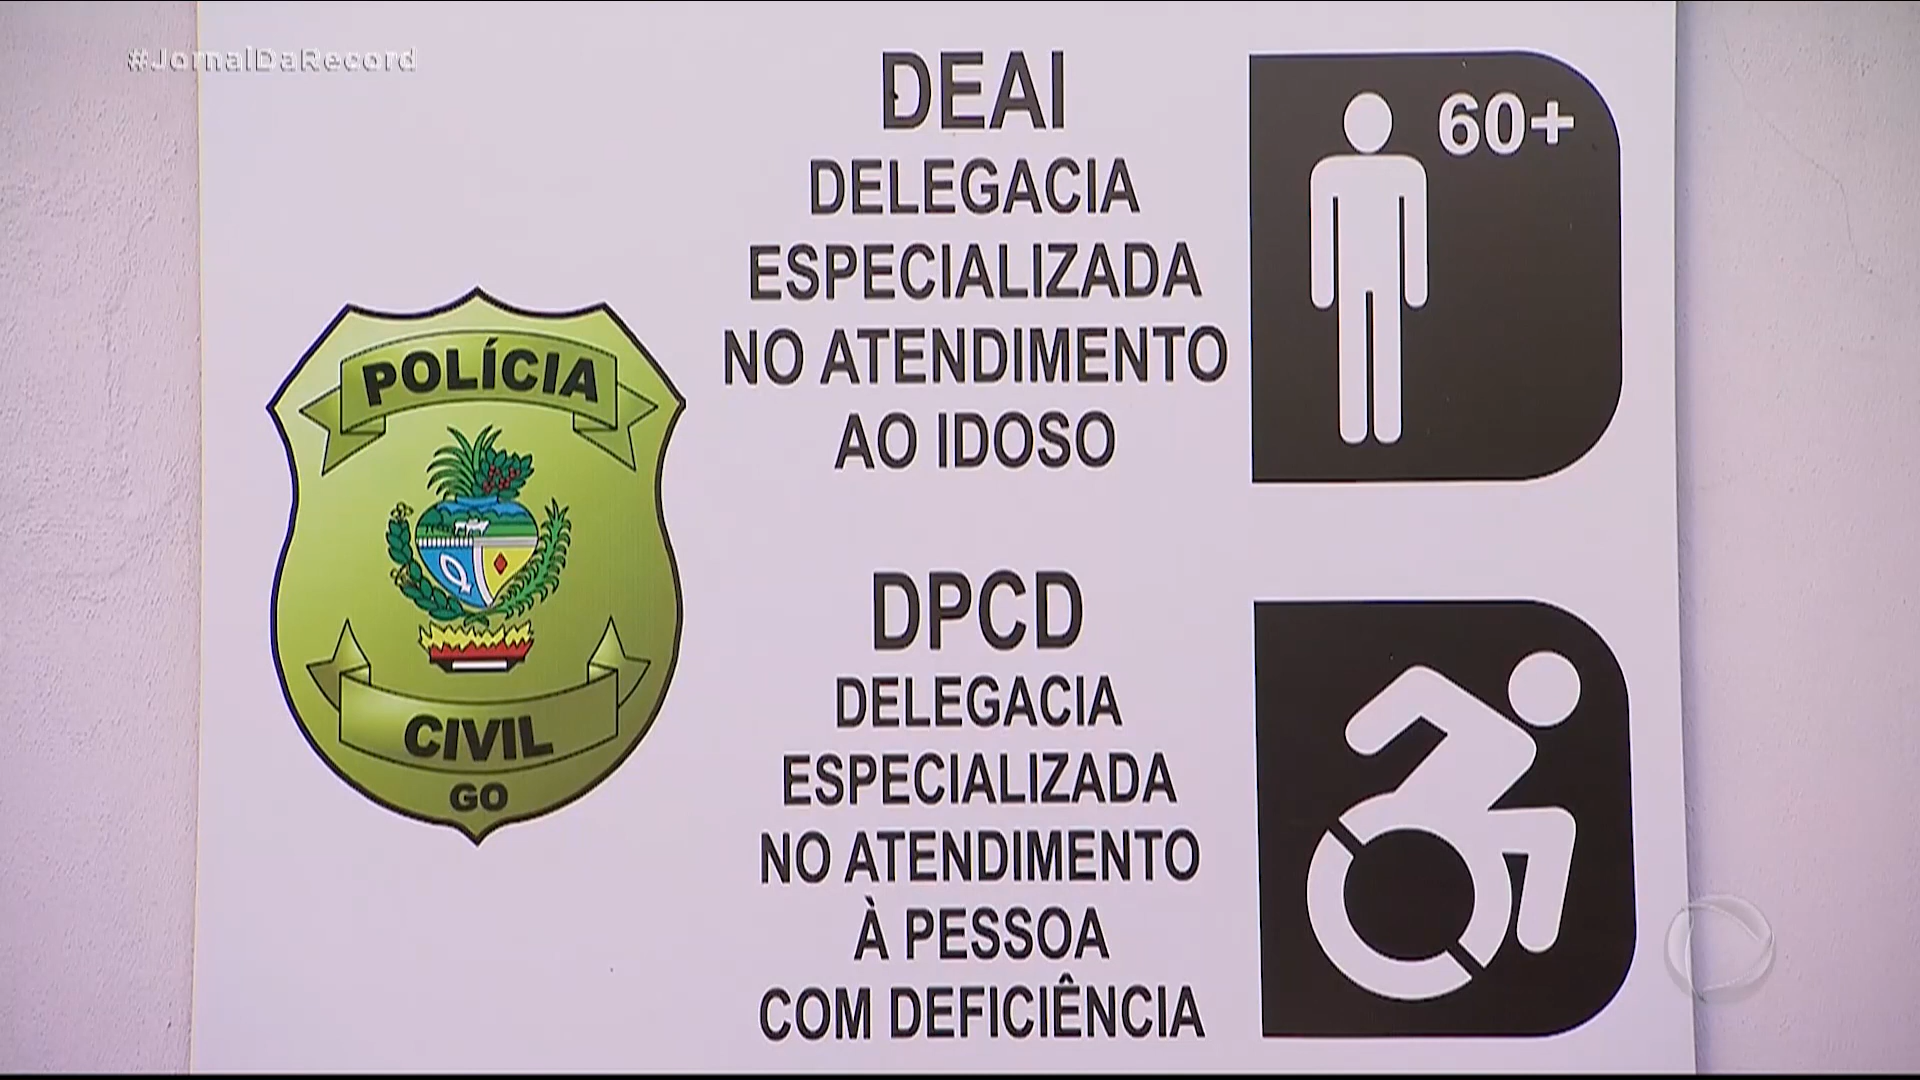 #JornalDaRecord
DEAI
DELEGACIA
ESPECIALIZADA
NO ATENDIMENTO
AO IDOSO
60+
POLÍCIA
CIVIL
GO
DPCD
DELEGACIA
ESPECIALIZADA
NO ATENDIMENTO
À PESSOA
COM DEFICIÊNCIA